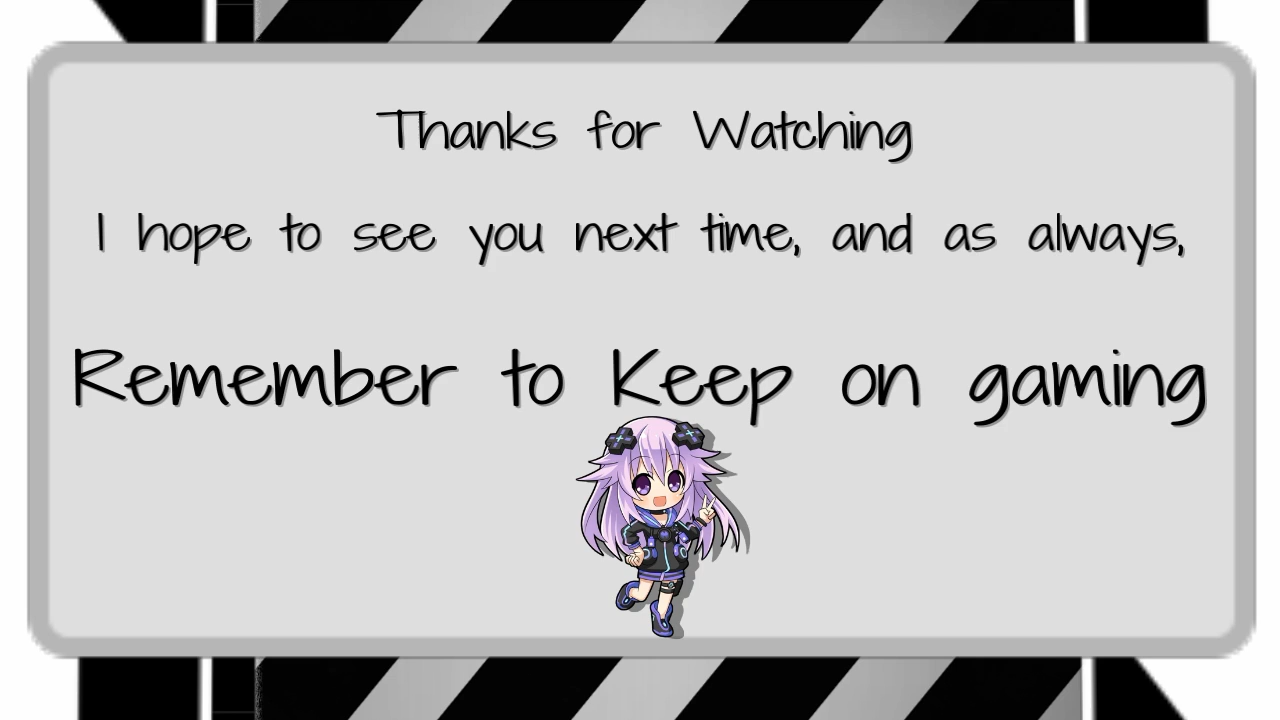 Thanks for Watching
I hope to see you next time, and as always,
Remember to Keep on gaming